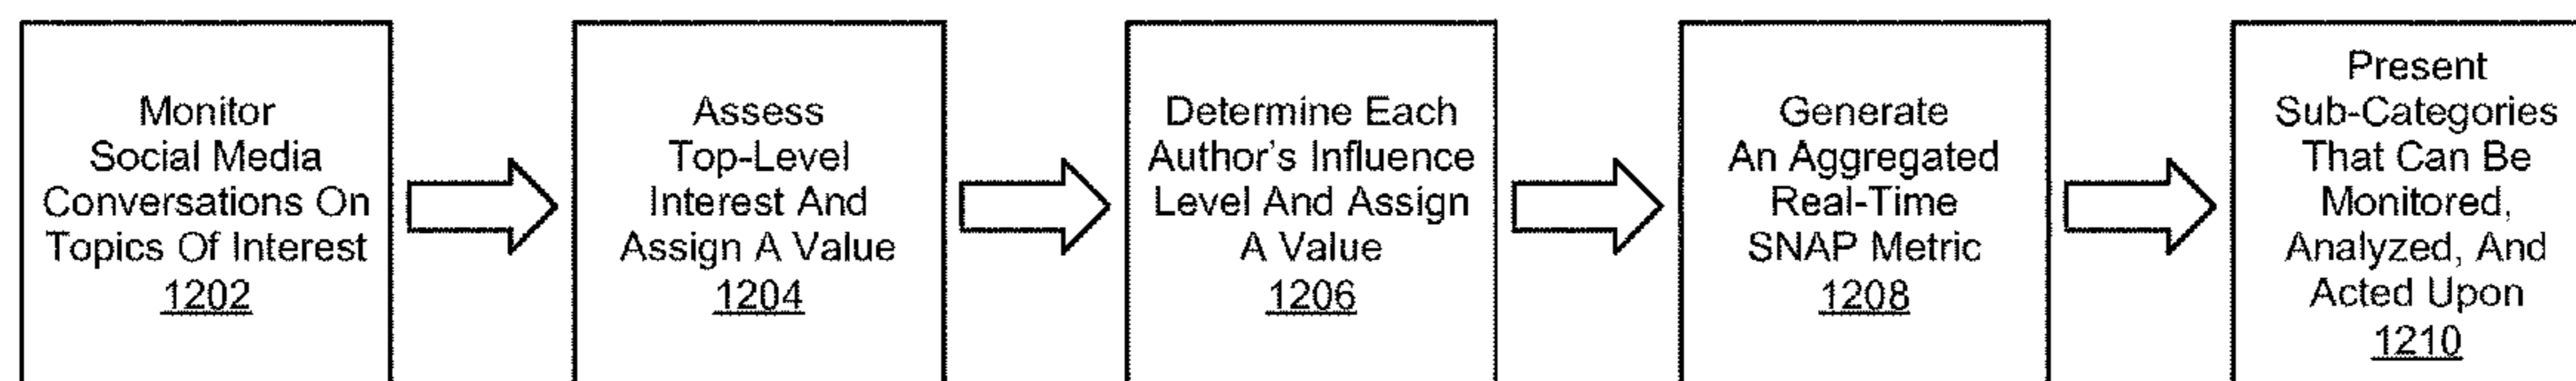 Monitor
Social Media
Conversations On
Topics Of Interest
1202
Assess
Top-Level
Interest And
Assign A Value
1204
Determine Each
Author's Influence
Level And Assign
A Value
1206
Generate
An Aggregated
Real-Time
SNAP Metric
1208
Present
Sub-Categories
That Can Be
Monitored,
Analyzed, And
Acted Upon
1210